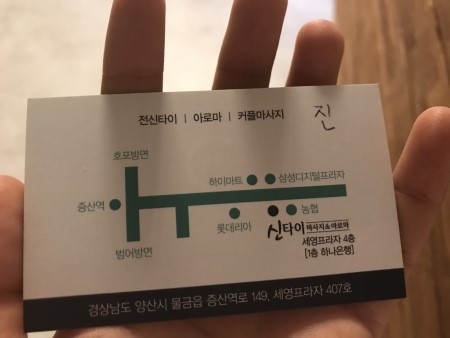 전신타이 | 아로마 | 커플마사지
진
호포방면
하이마트
삼성디지털프라자
증산역
롯데리아
농협
범어방면
신타이 마사지&아로마
세영프라자 4층
[1층 하나은행]
경상남도 양산시 물금읍 증산역로 149, 세영프라자 407호